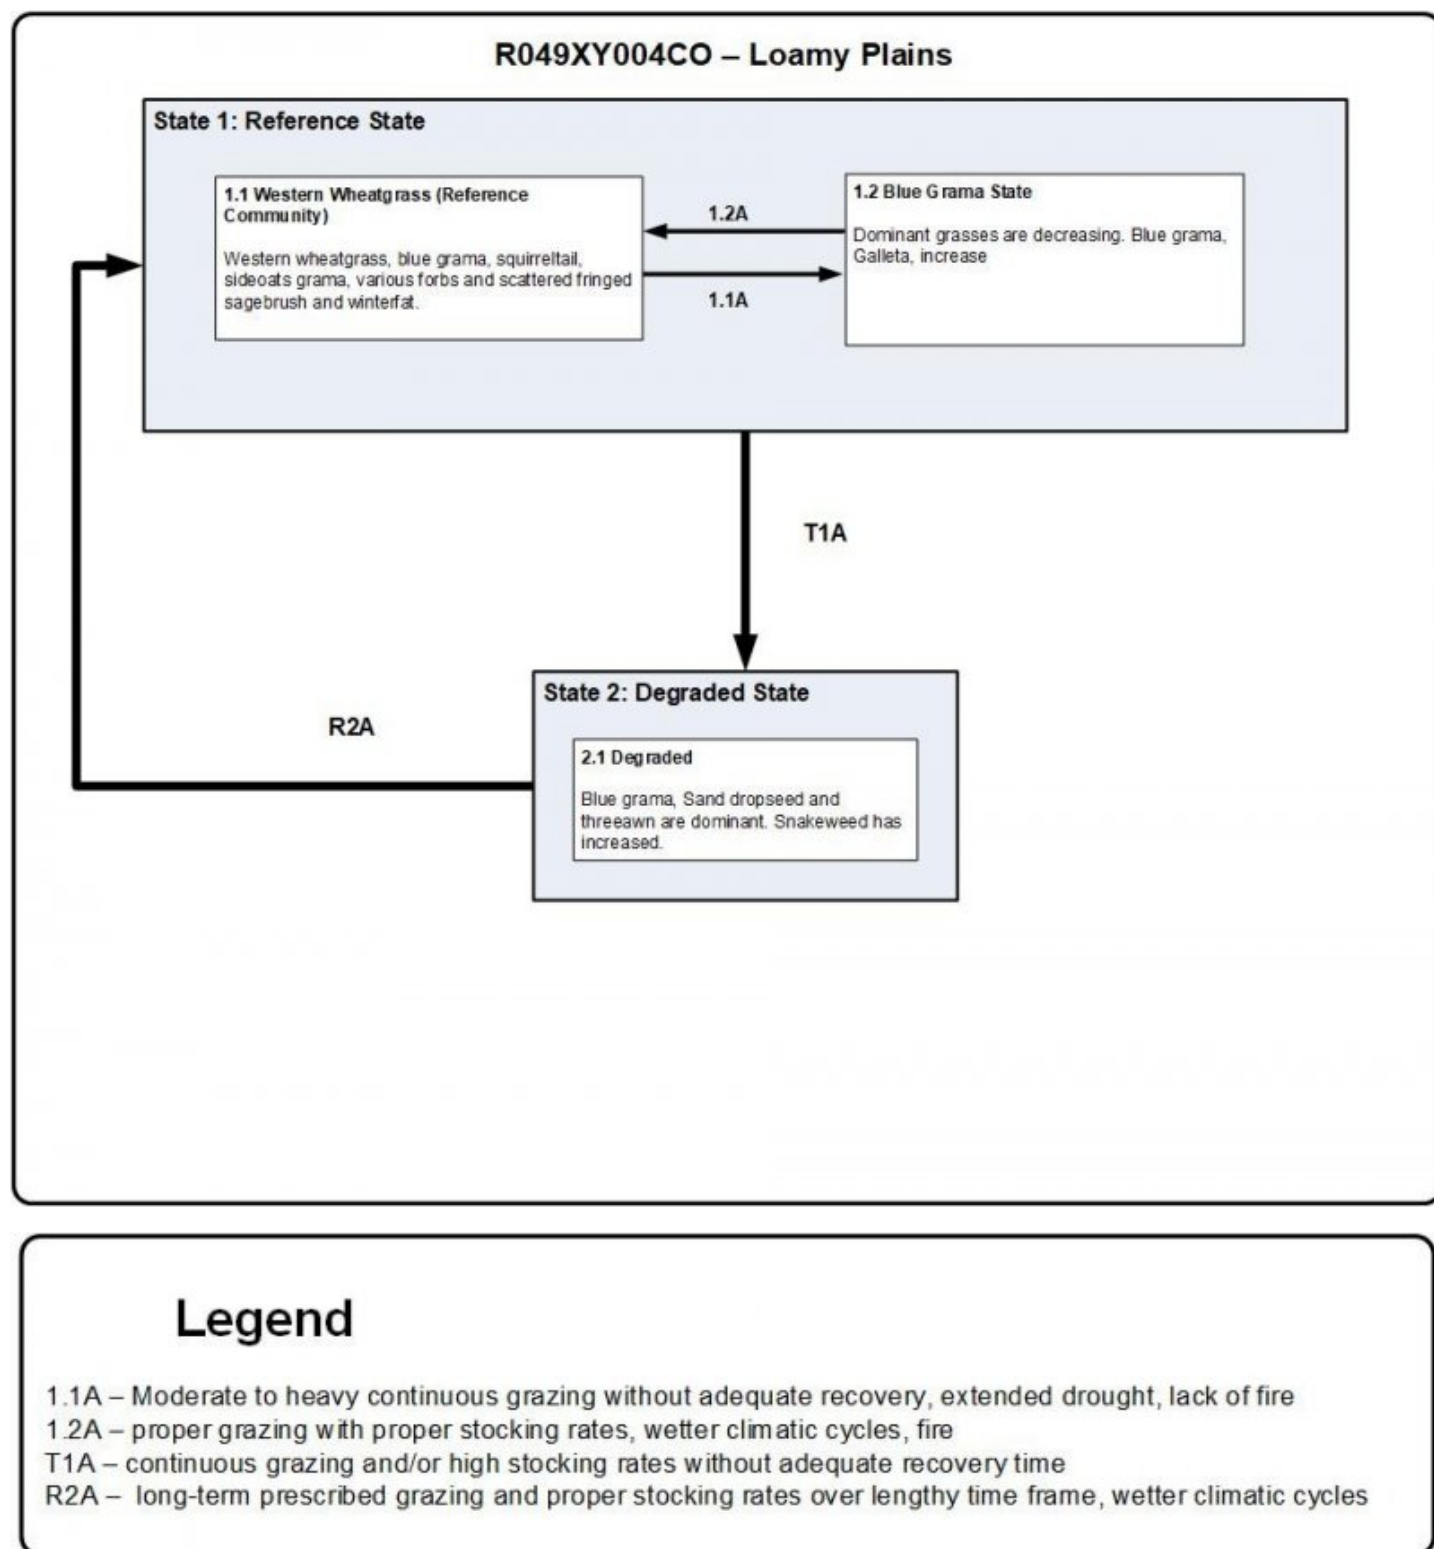 R049XY004CO – Loamy Plains
State 1: Reference State
1.1 Western Wheatgrass (Reference
Community)
Western wheatgrass, blue grama, squirreltail,
sideoats grama, various forbs and scattered fringed
sagebrush and winterfat.
1.2A
1.1A
1.2 Blue Grama State
Dominant grasses are decreasing. Blue grama,
Galleta, increase
T1A
R2A
State 2: Degraded State
2.1 Degraded
Blue grama, Sand dropseed and
threeawn are dominant. Snakeweed has
increased.
Legend
1.1A – Moderate to heavy continuous grazing without adequate recovery, extended drought, lack of fire
1.2A – proper grazing with proper stocking rates, wetter climatic cycles, fire
T1A – continuous grazing and/or high stocking rates without adequate recovery time
R2A – long-term prescribed grazing and proper stocking rates over lengthy time frame, wetter climatic cycles